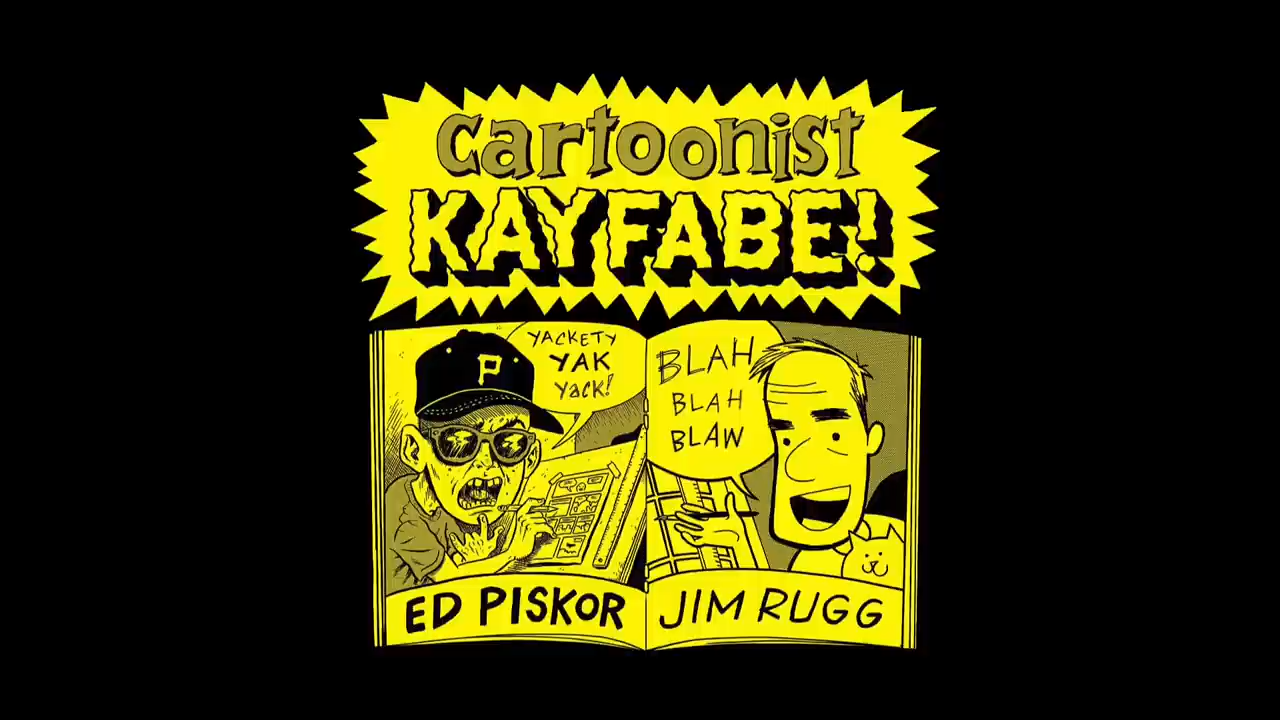 cartoonist
KAYFABE!
P
YACKETY
YAK
YACK!
BLAH
BLAH
BLAW
ED PISKOR
JIM RUGG